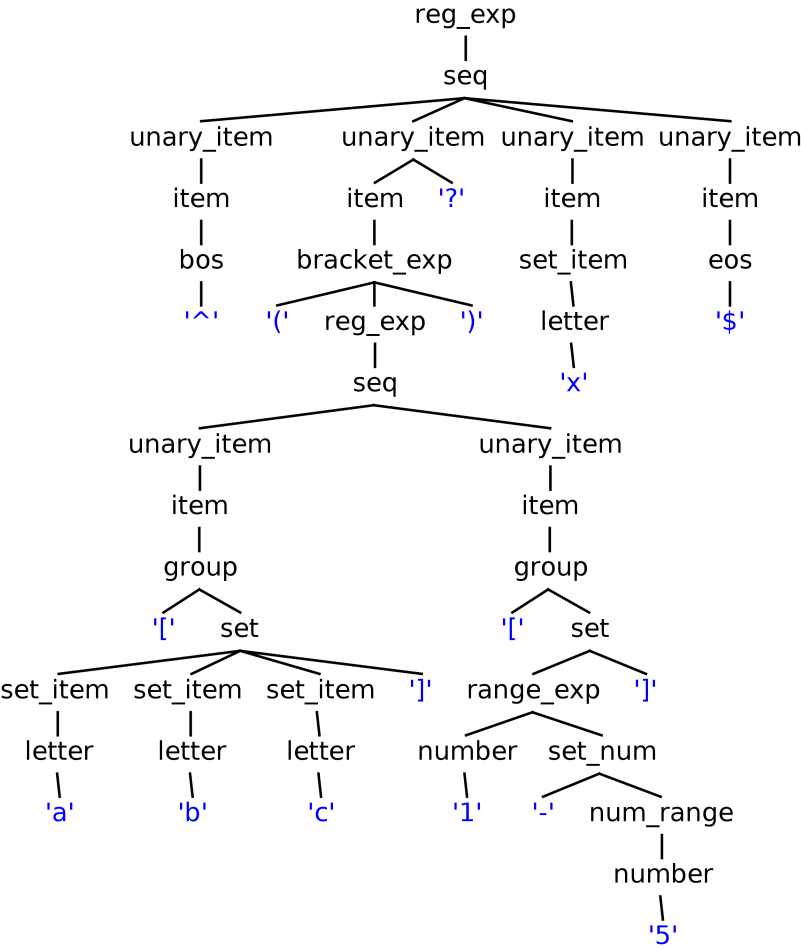 reg_exp
seq
unary_item unary_item unary_item unary_item
item item '?' item item
bos bracket_exp set_item eos
'^' '(' reg_exp ')' letter '$'
seq 'x'
unary_item unary_item
item item
group group
'[' set '[' set
set_item set_item set_item ']' range_exp ']'
letter letter letter number set_num
'a' 'b' 'c' '1' '-' num_range
number
'5'